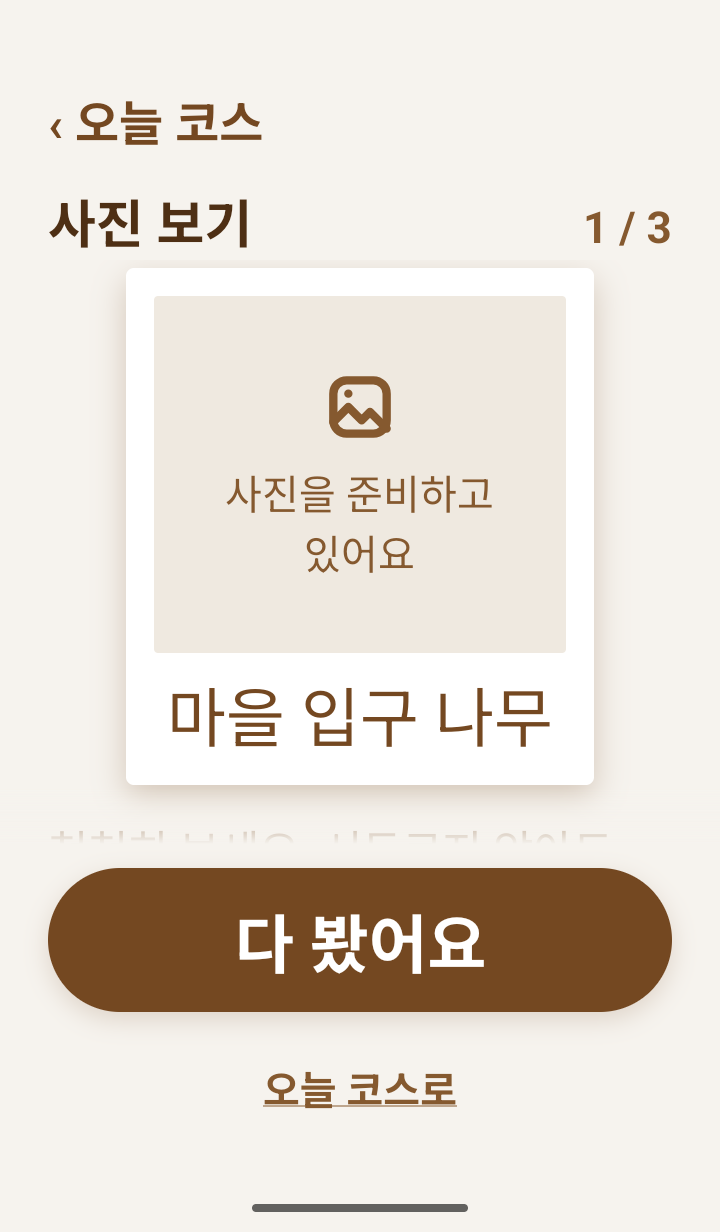 ‹ 오늘 코스
사진 보기
1 / 3
사진을 준비하고
있어요
마을 입구 나무
다 봤어요
오늘 코스로